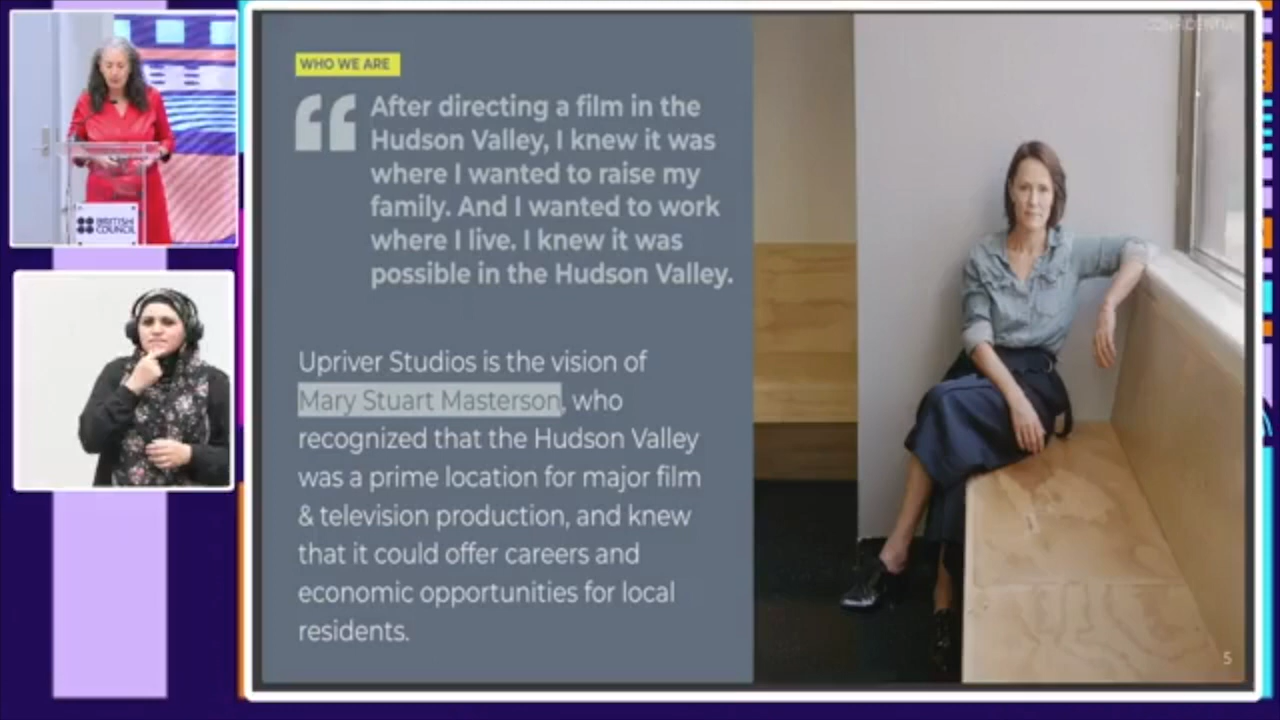 CONFIDENTIAL
WHO WE ARE
“ After directing a film in the
Hudson Valley, I knew it was
where I wanted to raise my
family. And I wanted to work
where I live. I knew it was
possible in the Hudson Valley.
Upriver Studios is the vision of
Mary Stuart Masterson, who
recognized that the Hudson Valley
was a prime location for major film
& television production, and knew
that it could offer careers and
economic opportunities for local
residents.
5
BRITISH
COUNCIL